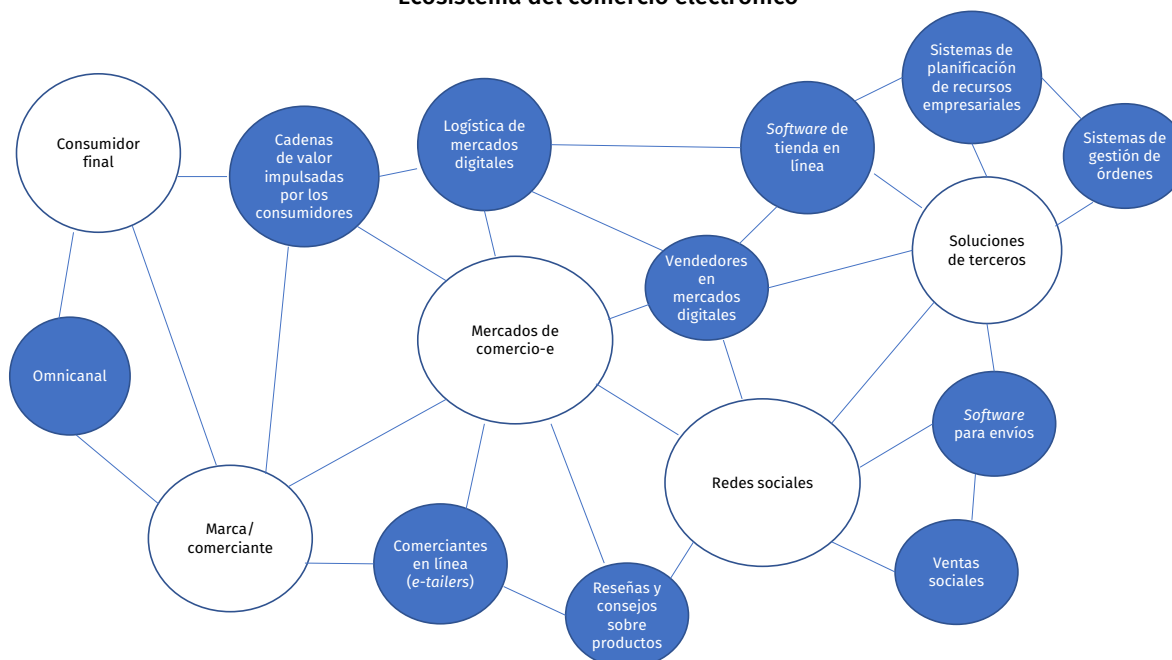 Ecosistema del comercio electrónico
Consumidor
final
Cadenas
de valor
impulsadas
por los
consumidores
Logística de
mercados
digitales
Software de
tienda en
línea
Sistemas de
planificación
de recursos
empresariales
Sistemas de
gestión de
órdenes
Soluciones
de terceros
Vendedores
en
mercados
digitales
Mercados de
comercio-e
Omnicanal
Software
para envíos
Redes sociales
Marca/
comerciante
Comerciantes
en línea
(e-tailers)
Reseñas y
consejos
sobre
productos
Ventas
sociales